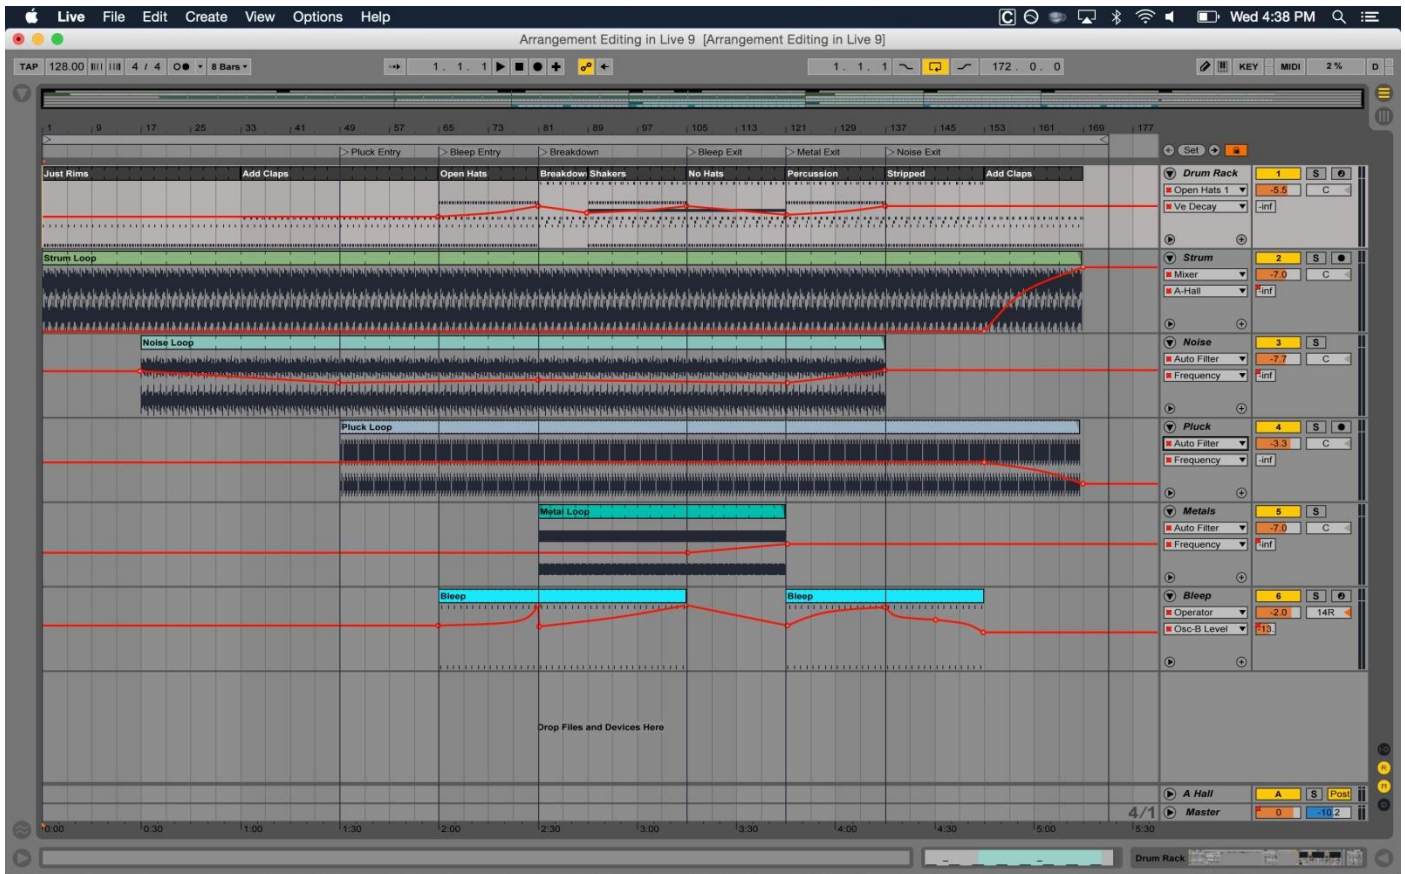 Live File Edit Create View Options Help Wed 4:38 PM
Arrangement Editing in Live 9 [Arrangement Editing in Live 9]
TAP 128.00 4 / 4 8 Bars 1. 1. 1 1. 1. 1 172. 0. 0 KEY MIDI 2 % D
1 9 17 25 33 41 49 57 65 73 81 89 97 105 113 121 129 137 145 153 161 169 177
Pluck Entry Bleep Entry Breakdown Bleep Exit Metal Exit Noise Exit Set
Just Rims Add Claps Open Hats Breakdown Shakers No Hats Percussion Stripped Add Claps Drum Rack 1 S
Open Hats 1 -5.5 C
Ve Decay -inf
Strum Loop Strum 2 S
Mixer -7.0 C
A-Hall -inf
Noise Loop Noise 3 S
Auto Filter -7.7 C
Frequency -inf
Pluck Loop Pluck 4 S
Auto Filter -3.3 C
Frequency -inf
Metal Loop Metals 5 S
Auto Filter -7.0 C
Frequency -inf
Bleep Bleep Bleep 6 S
Operator -2.0 14R
Osc-B Level -13.
Drop Files and Devices Here
A Hall A S Post
4/1 Master 0 -10.2
0:00 0:30 1:00 1:30 2:00 2:30 3:00 3:30 4:00 4:30 5:00 5:30
Drum Rack